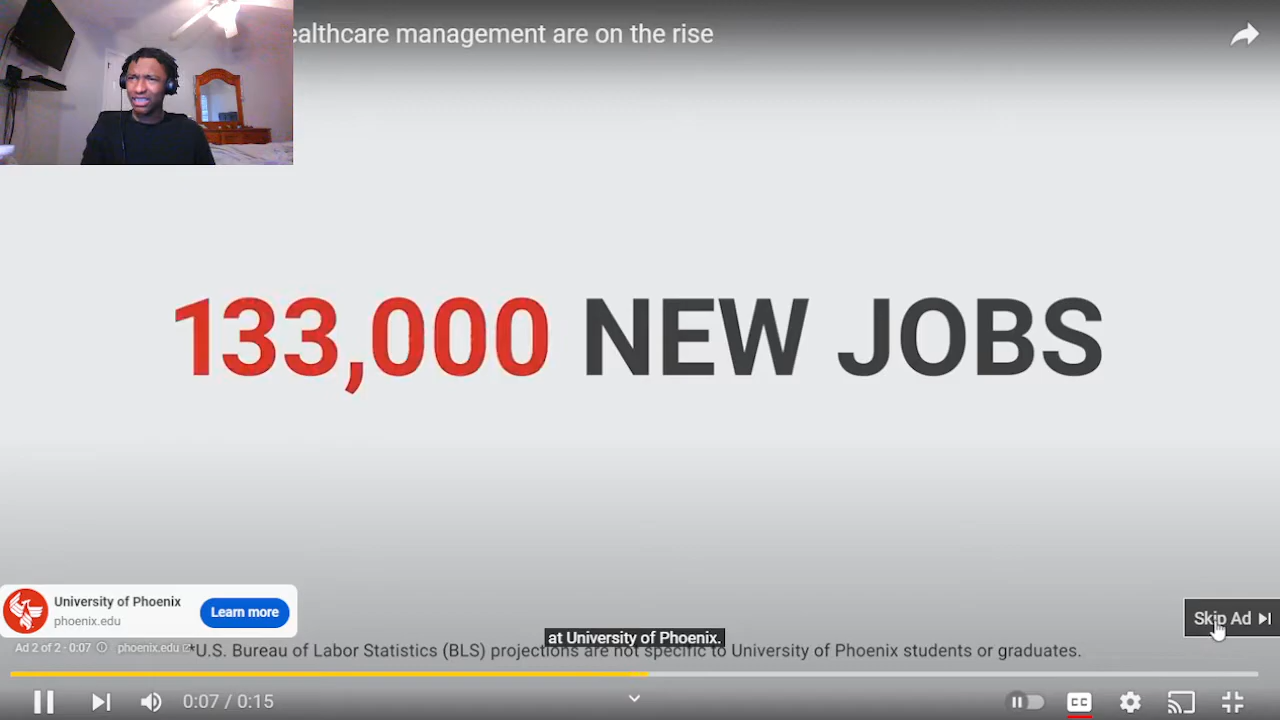 ealthcare management are on the rise
133,000 NEW JOBS
University of Phoenix
phoenix.edu
Learn more
Skip Ad
at University of Phoenix.
Ad 2 of 2 · 0:07
phoenix.edu
*U.S. Bureau of Labor Statistics (BLS) projections are not specific to University of Phoenix students or graduates.
0:07 / 0:15
CC